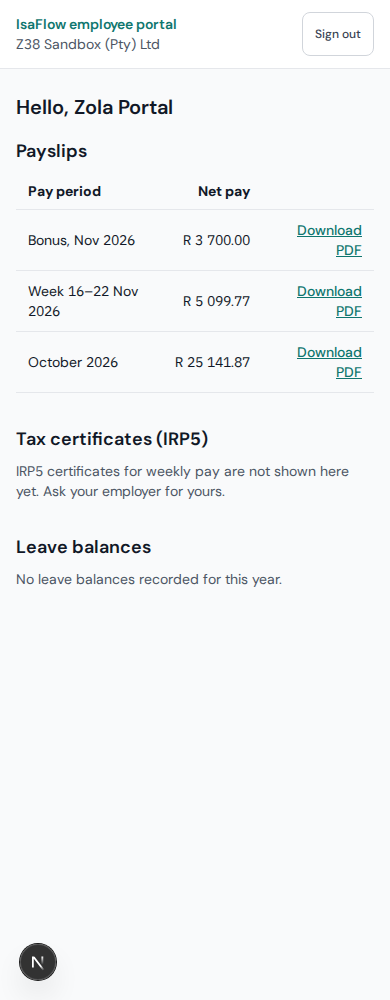 IsaFlow employee portal
Z38 Sandbox (Pty) Ltd
Sign out
Hello, Zola Portal
Payslips
Pay period Net pay
Bonus, Nov 2026 R 3 700.00 Download PDF
Week 16–22 Nov 2026 R 5 099.77 Download PDF
October 2026 R 25 141.87 Download PDF
Tax certificates (IRP5)
IRP5 certificates for weekly pay are not shown here
yet. Ask your employer for yours.
Leave balances
No leave balances recorded for this year.
N